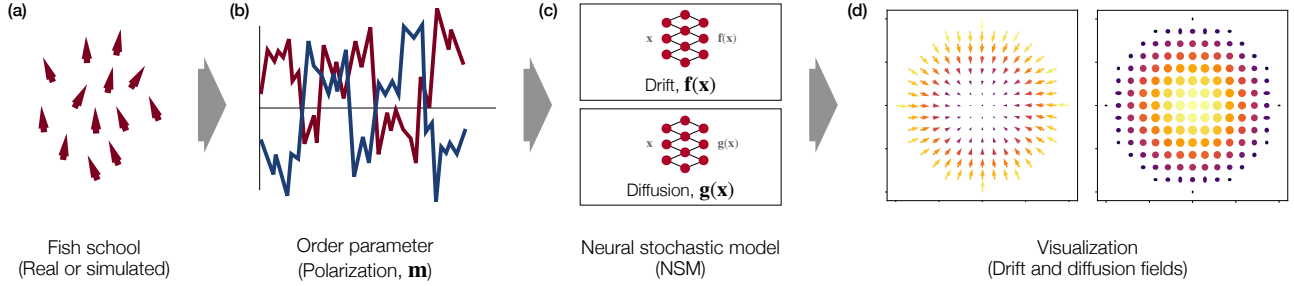 (a)
(b)
(c)
(d)
x
f(x)
Drift, f(x)
x
g(x)
Diffusion, g(x)
Fish school
(Real or simulated)
Order parameter
(Polarization, m)
Neural stochastic model
(NSM)
Visualization
(Drift and diffusion fields)